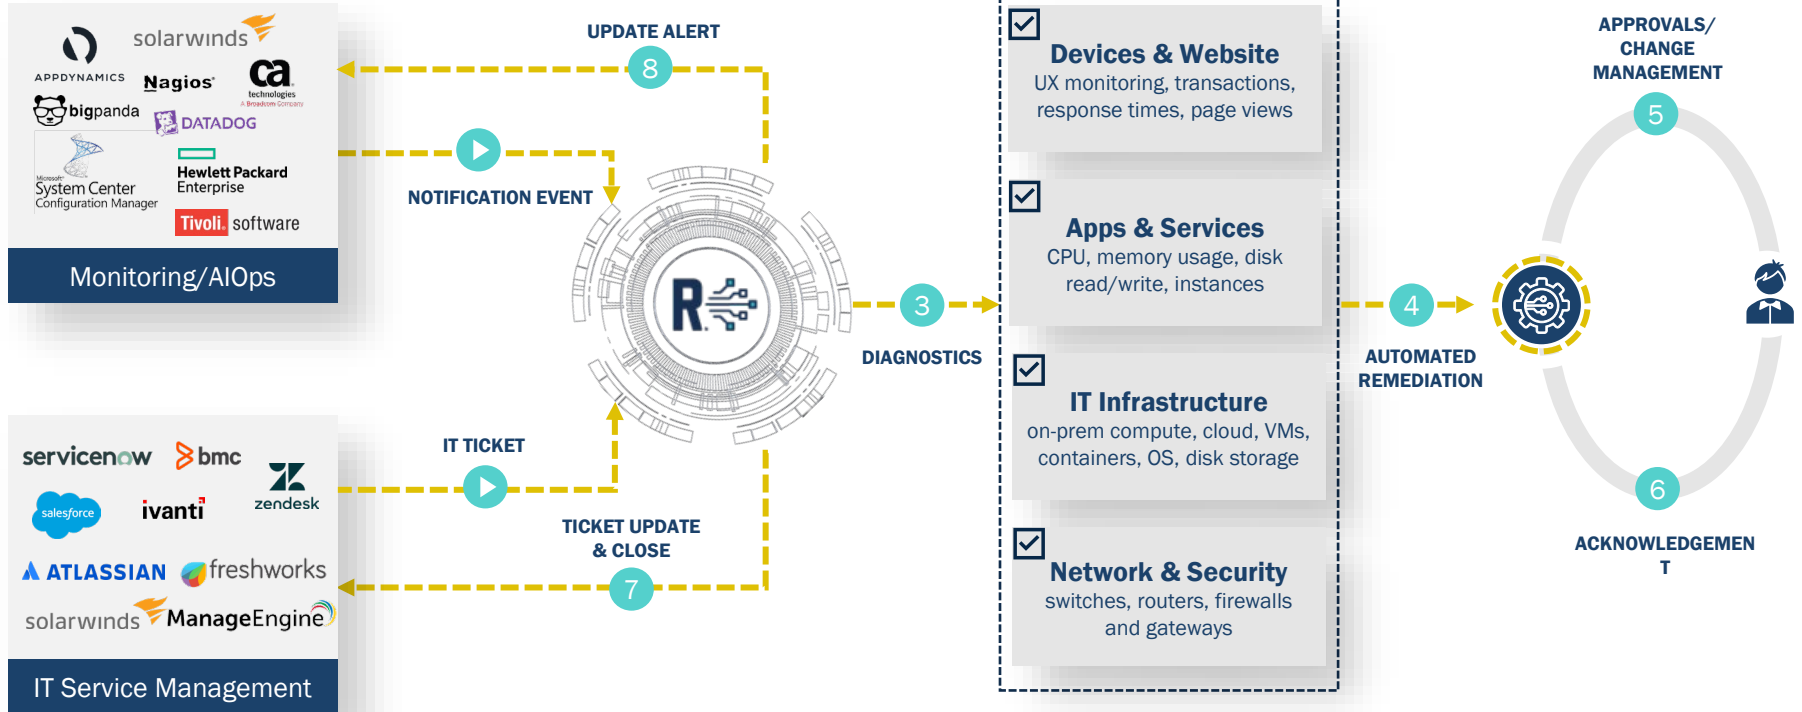 APPDYNAMICS
solarwinds
Nagios®
ca
technologies
A Broadcom Company
bigpanda
DATADOG
Microsoft®
System Center
Configuration Manager
Hewlett Packard
Enterprise
Tivoli. software
Monitoring/AIOps
servicenow
bmc
zendesk
salesforce
ivanti
ATLASSIAN
freshworks
solarwinds
ManageEngine
IT Service Management
UPDATE ALERT
8
NOTIFICATION EVENT
R.
IT TICKET
TICKET UPDATE
& CLOSE
7
3
DIAGNOSTICS
Devices & Website
UX monitoring, transactions,
response times, page views
Apps & Services
CPU, memory usage, disk
read/write, instances
IT Infrastructure
on-prem compute, cloud, VMs,
containers, OS, disk storage
Network & Security
switches, routers, firewalls
and gateways
4
AUTOMATED
REMEDIATION
APPROVALS/
CHANGE
MANAGEMENT
5
6
ACKNOWLEDGEMEN
T